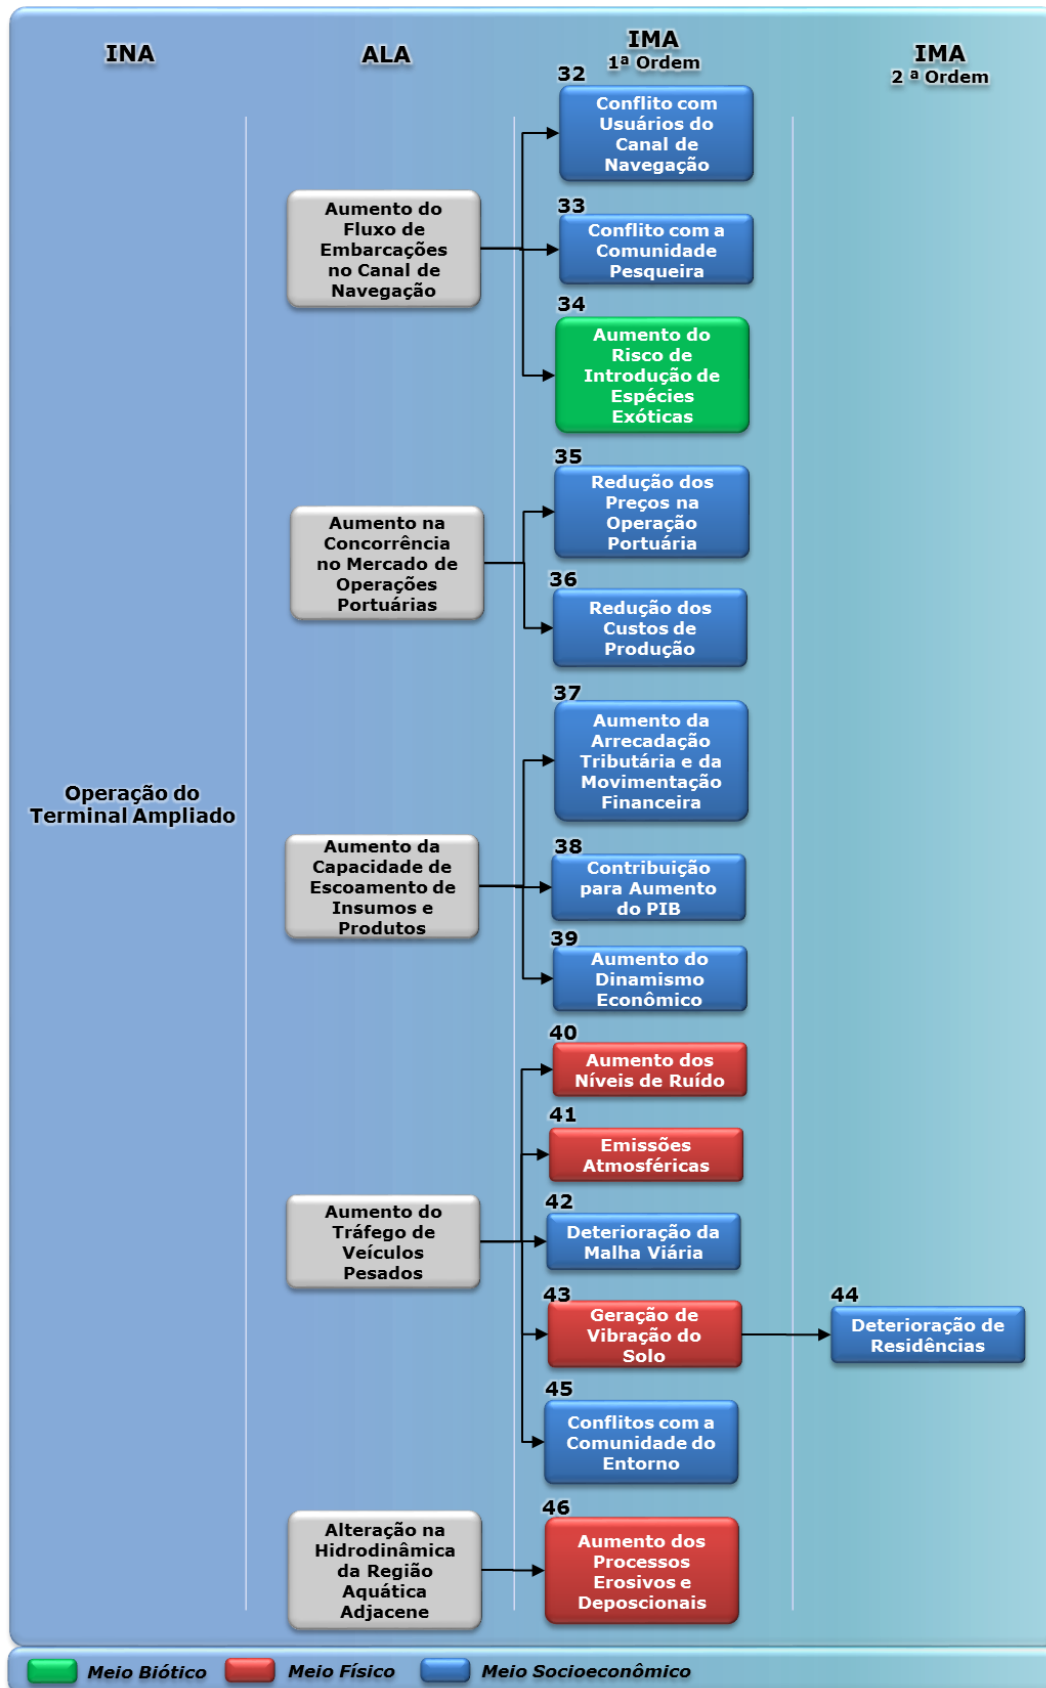 INA
ALA
IMA
1ª Ordem
IMA
2 ª Ordem
Operação do
Terminal Ampliado
Aumento do
Fluxo de
Embarcações
no Canal de
Navegação
32
Conflito com
Usuários do
Canal de
Navegação
33
Conflito com a
Comunidade
Pesqueira
34
Aumento do
Risco de
Introdução de
Espécies
Exóticas
Aumento na
Concorrência
no Mercado de
Operações
Portuárias
35
Redução dos
Preços na
Operação
Portuária
36
Redução dos
Custos de
Produção
Aumento da
Capacidade de
Escoamento de
Insumos e
Produtos
37
Aumento da
Arrecadação
Tributária e da
Movimentação
Financeira
38
Contribuição
para Aumento
do PIB
39
Aumento do
Dinamismo
Econômico
Aumento do
Tráfego de
Veículos
Pesados
40
Aumento dos
Níveis de Ruído
41
Emissões
Atmosféricas
42
Deterioração da
Malha Viária
43
Geração de
Vibração do
Solo
44
Deterioração de
Residências
45
Conflitos com a
Comunidade do
Entorno
Alteração na
Hidrodinâmica
da Região
Aquática
Adjacene
46
Aumento dos
Processos
Erosivos e
Deposcionais
Meio Biótico
Meio Físico
Meio Socioeconômico